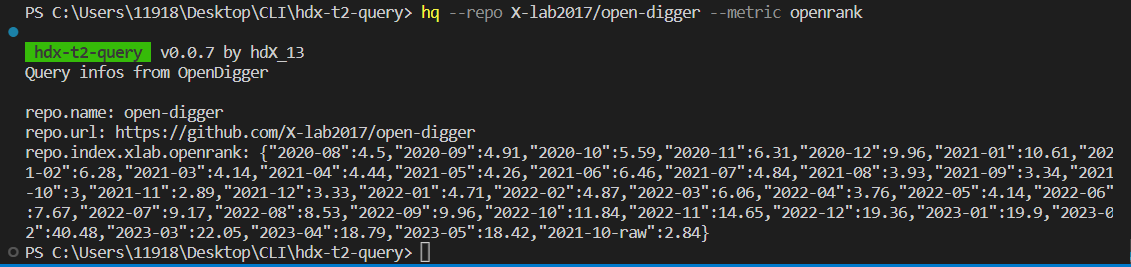 PS C:\Users\11918\Desktop\CLI\hdx-t2-query> hq --repo X-lab2017/open-digger --metric openrank
hdx-t2-query v0.0.7 by hdX_13
Query infos from OpenDigger
repo.name: open-digger
repo.url: https://github.com/X-lab2017/open-digger
repo.index.xlab.openrank: {"2020-08":4.5,"2020-09":4.91,"2020-10":5.59,"2020-11":6.31,"2020-12":9.96,"2021-01":10.61,"202
1-02":6.28,"2021-03":4.14,"2021-04":4.44,"2021-05":4.26,"2021-06":6.46,"2021-07":4.84,"2021-08":3.93,"2021-09":3.34,"2021
-10":3,"2021-11":2.89,"2021-12":3.33,"2022-01":4.71,"2022-02":4.87,"2022-03":6.06,"2022-04":3.76,"2022-05":4.14,"2022-06"
:7.67,"2022-07":9.17,"2022-08":8.53,"2022-09":9.96,"2022-10":11.84,"2022-11":14.65,"2022-12":19.36,"2023-01":19.9,"2023-0
2":40.48,"2023-03":22.05,"2023-04":18.79,"2023-05":18.42,"2021-10-raw":2.84}
PS C:\Users\11918\Desktop\CLI\hdx-t2-query>